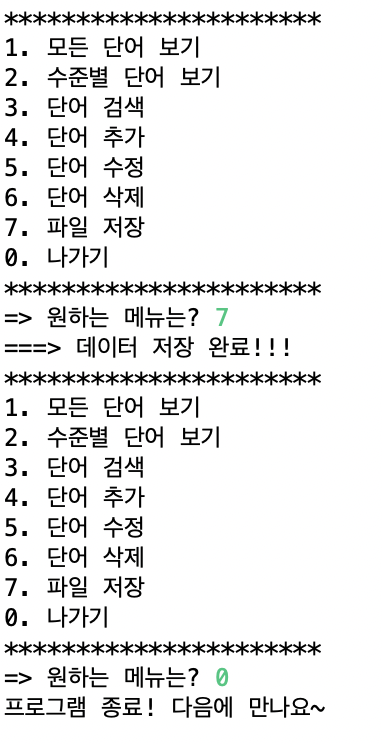 **********************
1. 모든 단어 보기
2. 수준별 단어 보기
3. 단어 검색
4. 단어 추가
5. 단어 수정
6. 단어 삭제
7. 파일 저장
0. 나가기
**********************
=> 원하는 메뉴는? 7
===> 데이터 저장 완료!!!
**********************
1. 모든 단어 보기
2. 수준별 단어 보기
3. 단어 검색
4. 단어 추가
5. 단어 수정
6. 단어 삭제
7. 파일 저장
0. 나가기
**********************
=> 원하는 메뉴는? 0
프로그램 종료! 다음에 만나요~